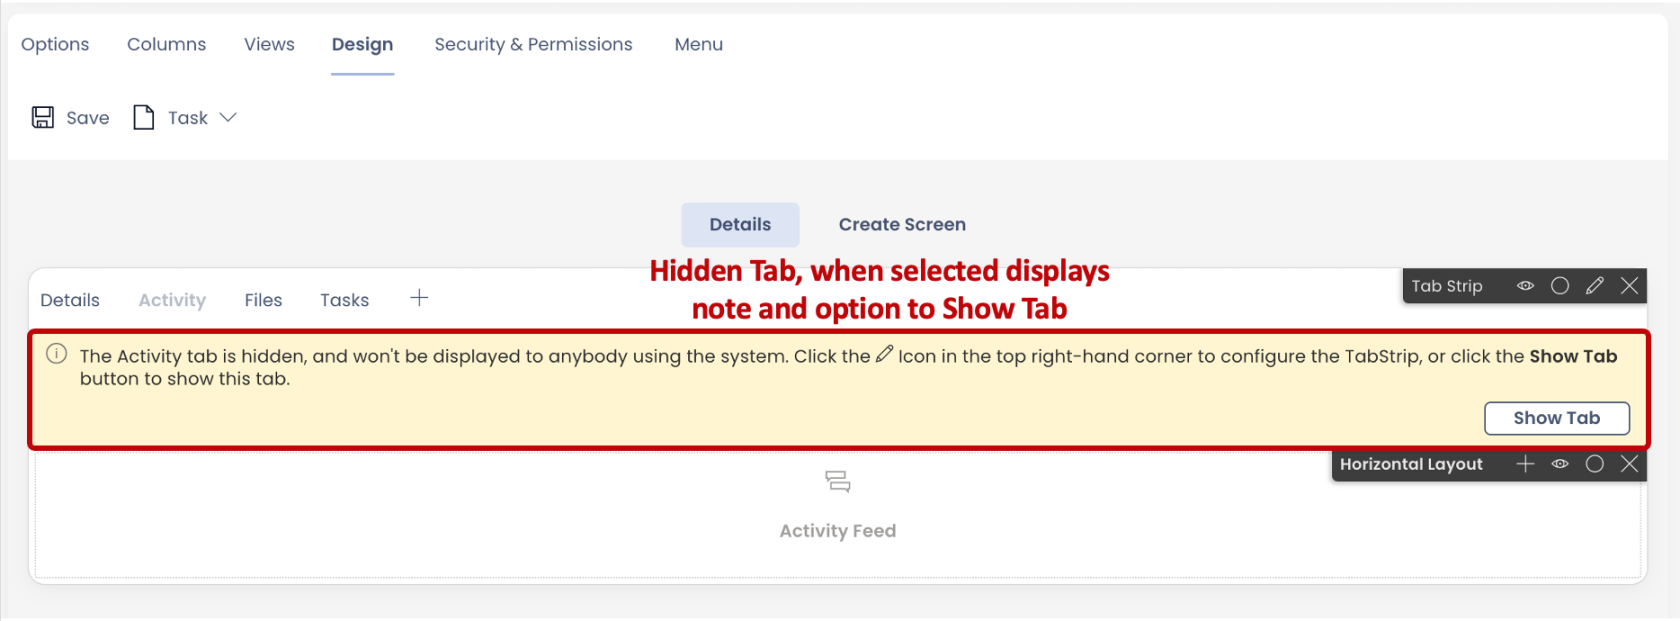 Options Columns Views Design Security & Permissions Menu
Save Task
Details Create Screen
Hidden Tab, when selected displays
note and option to Show Tab
Details Activity Files Tasks
Tab Strip
The Activity tab is hidden, and won't be displayed to anybody using the system. Click the Icon in the top right-hand corner to configure the TabStrip, or click the Show Tab
button to show this tab.
Show Tab
Horizontal Layout
Activity Feed